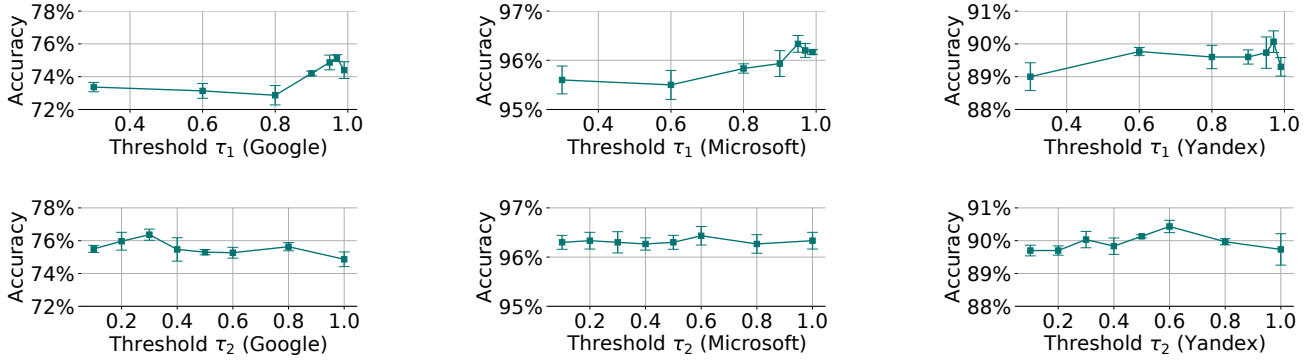 78%
76%
74%
72%
Accuracy
0.4 0.6 0.8 1.0
Threshold τ1 (Google)
97%
96%
95%
Accuracy
0.4 0.6 0.8 1.0
Threshold τ1 (Microsoft)
91%
90%
89%
88%
Accuracy
0.4 0.6 0.8 1.0
Threshold τ1 (Yandex)
78%
76%
74%
72%
Accuracy
0.2 0.4 0.6 0.8 1.0
Threshold τ2 (Google)
97%
96%
95%
Accuracy
0.2 0.4 0.6 0.8 1.0
Threshold τ2 (Microsoft)
91%
90%
89%
88%
Accuracy
0.2 0.4 0.6 0.8 1.0
Threshold τ2 (Yandex)